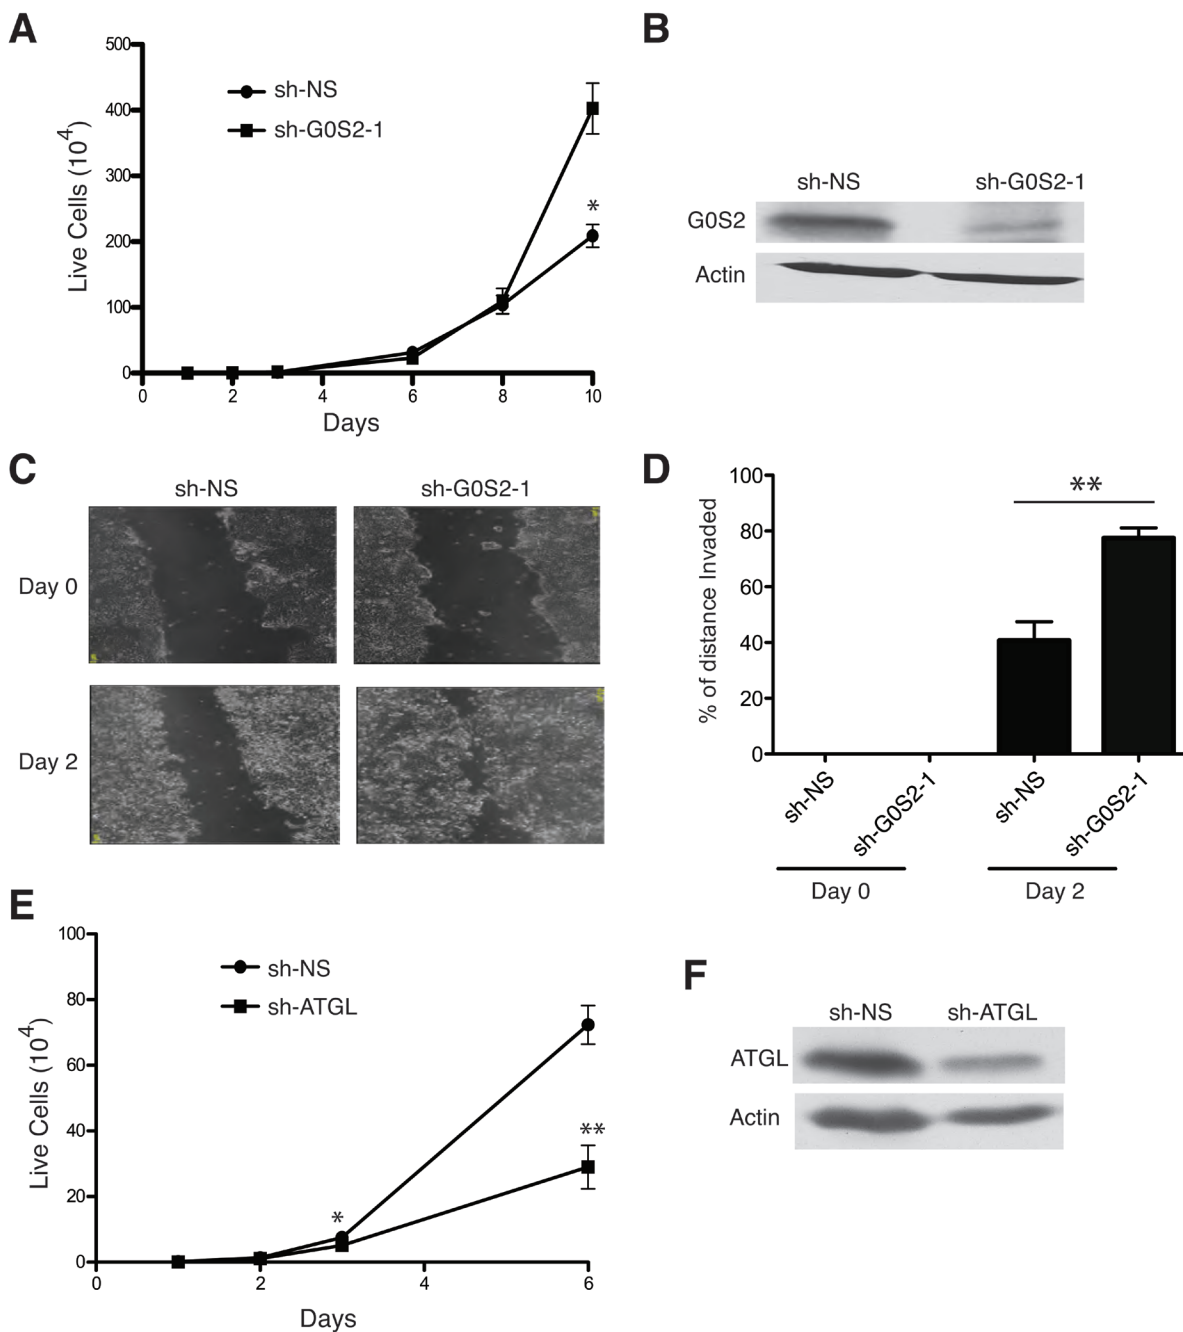 A
500
400
300
200
100
0
Live Cells (10^4)
sh-NS
sh-G0S2-1
*
0 2 4 6 8 10
Days
B
sh-NS sh-G0S2-1
G0S2
Actin
C
sh-NS sh-G0S2-1
Day 0
Day 2
D
100
80
60
40
20
0
% of distance Invaded
**
sh-NS sh-G0S2-1 sh-NS sh-G0S2-1
Day 0 Day 2
E
100
80
60
40
20
0
Live Cells (10^4)
sh-NS
sh-ATGL
*
**
0 2 4 6
Days
F
sh-NS sh-ATGL
ATGL
Actin